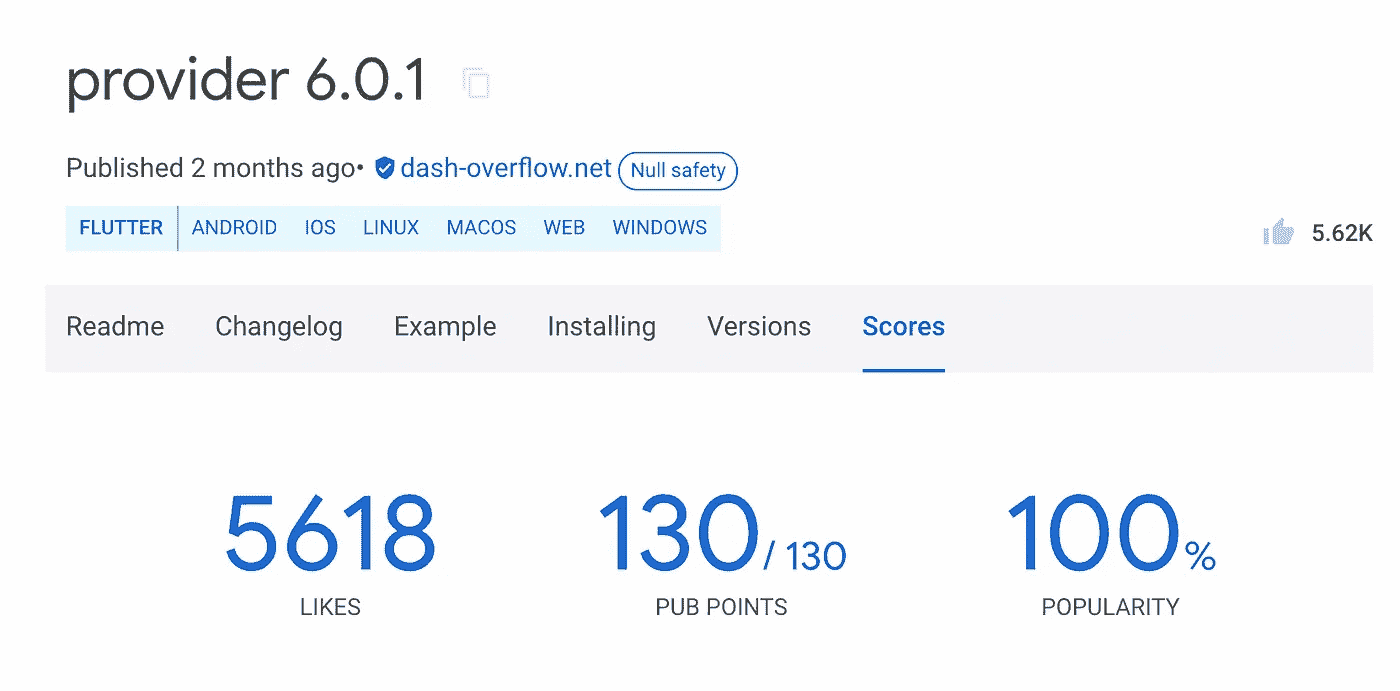 provider 6.0.1
Published 2 months ago• dash-overflow.net Null safety
FLUTTER ANDROID IOS LINUX MACOS WEB WINDOWS
5.62K
Readme Changelog Example Installing Versions Scores
5618 130/ 130 100%
LIKES PUB POINTS POPULARITY